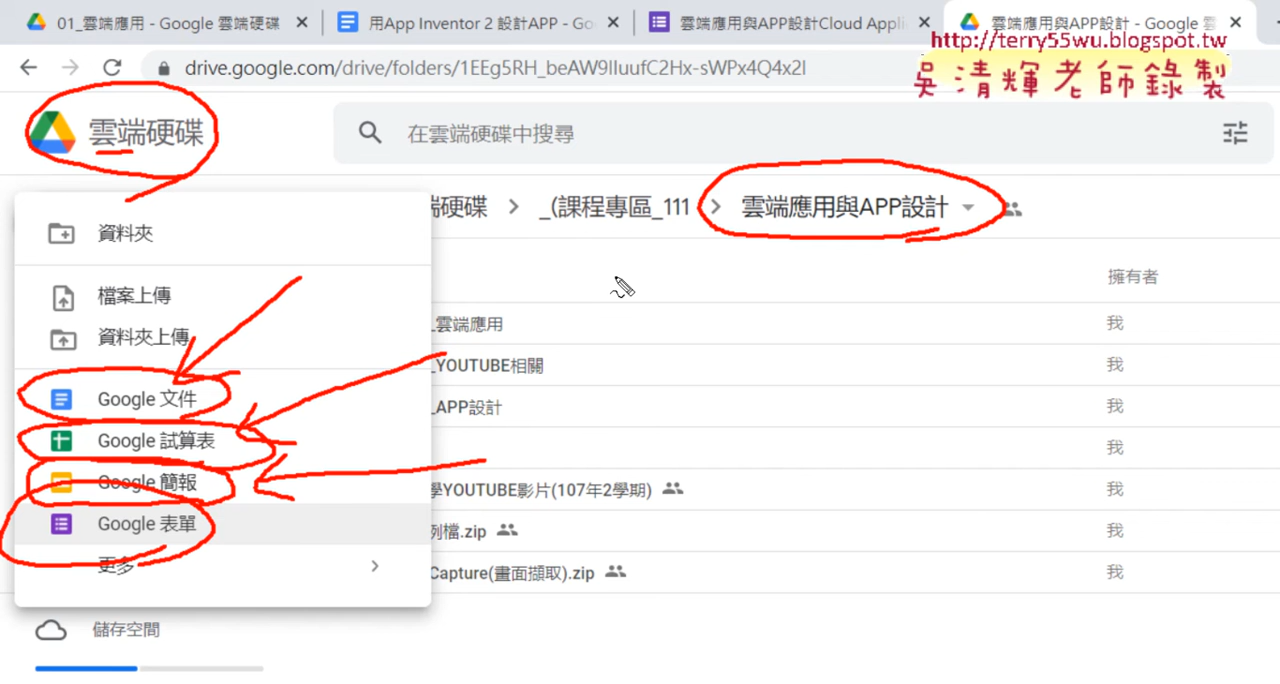 01_雲端應用 - Google 雲端硬碟
用App Inventor 2 設計APP - Go
雲端應用與APP設計Cloud Appli
雲端應用與APP設計 - Google 雲
http://terry55wu.blogspot.tw
吳清輝老師錄製
drive.google.com/drive/folders/1EEg5RH_beAW9lIuufC2Hx-sWPx4Q4x2l
雲端硬碟
在雲端硬碟中搜尋
端硬碟 > _(課程專區_111 > 雲端應用與APP設計
資料夾
檔案上傳
資料夾上傳
Google 文件
Google 試算表
Google 簡報
Google 表單
更多
擁有者
_雲端應用 我
_YOUTUBE相關 我
_APP設計 我
我
學YOUTUBE影片(107年2學期) 我
例檔.zip 我
Capture(畫面擷取).zip 我
儲存空間